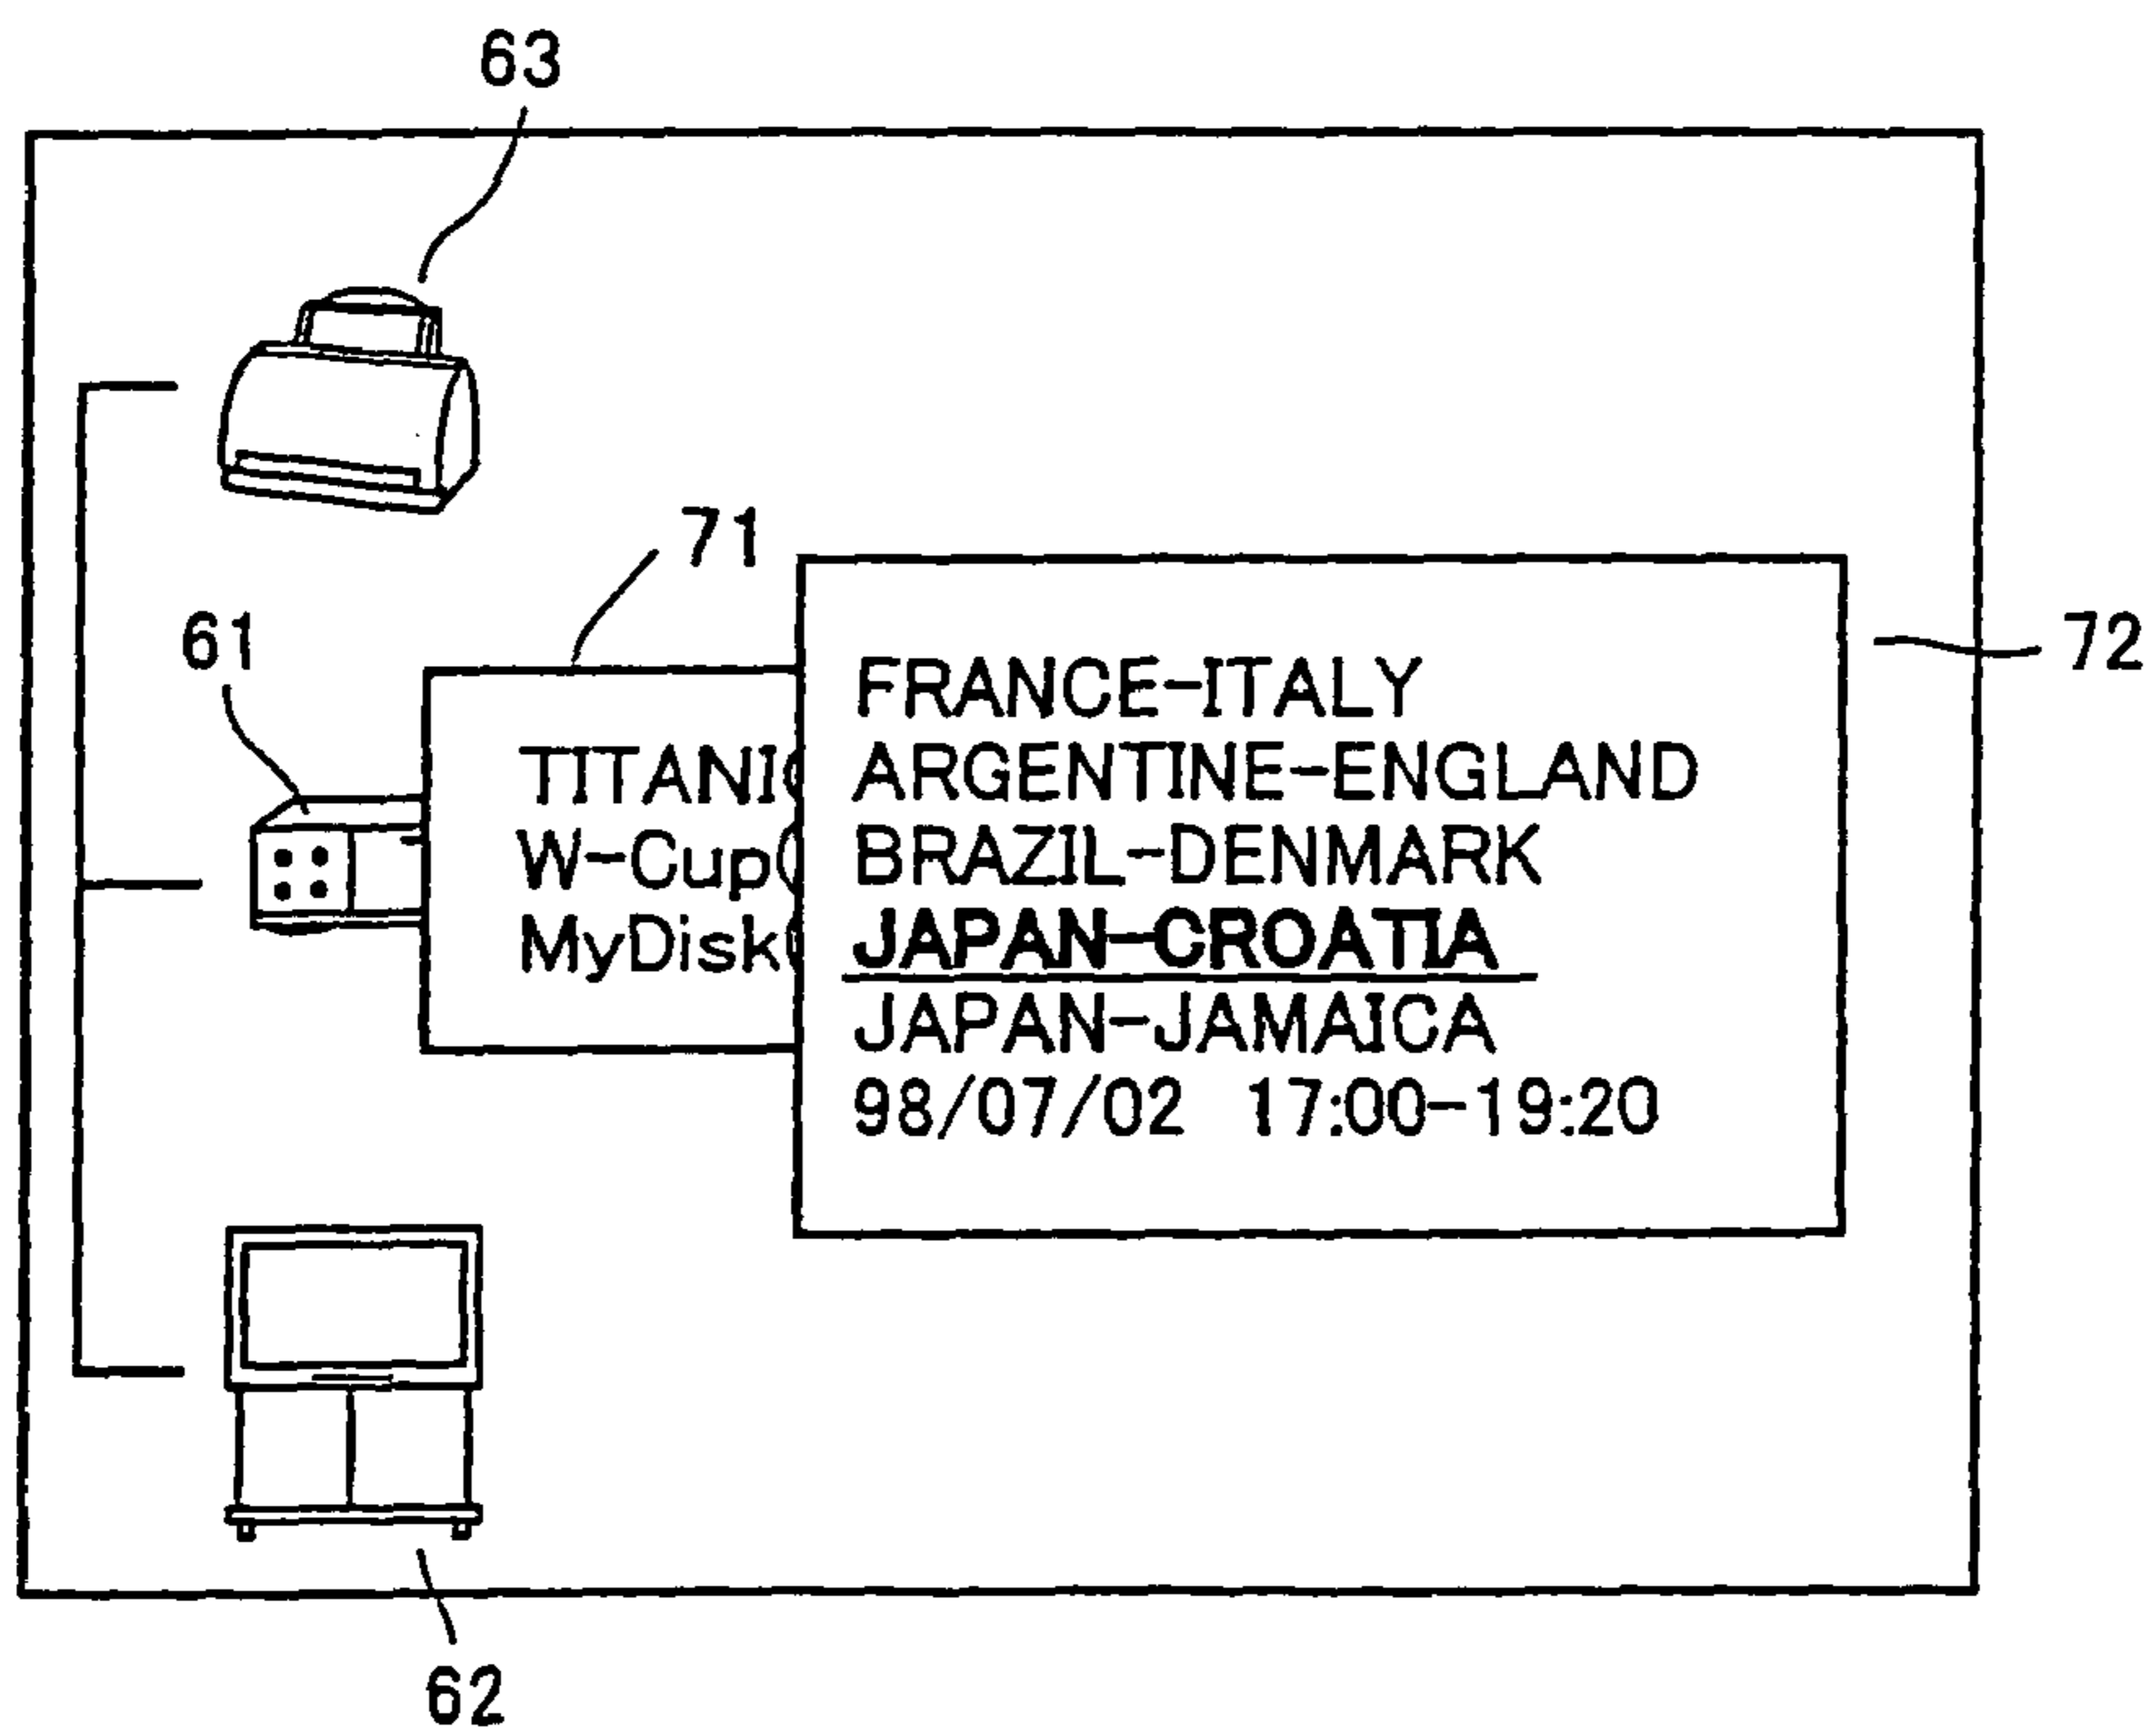 63
71
61
72
TITANI
W-Cup(
MyDisk(
FRANCE-ITALY
ARGENTINE-ENGLAND
BRAZIL-DENMARK
JAPAN-CROATIA
JAPAN-JAMAICA
98/07/02 17:00-19:20
62